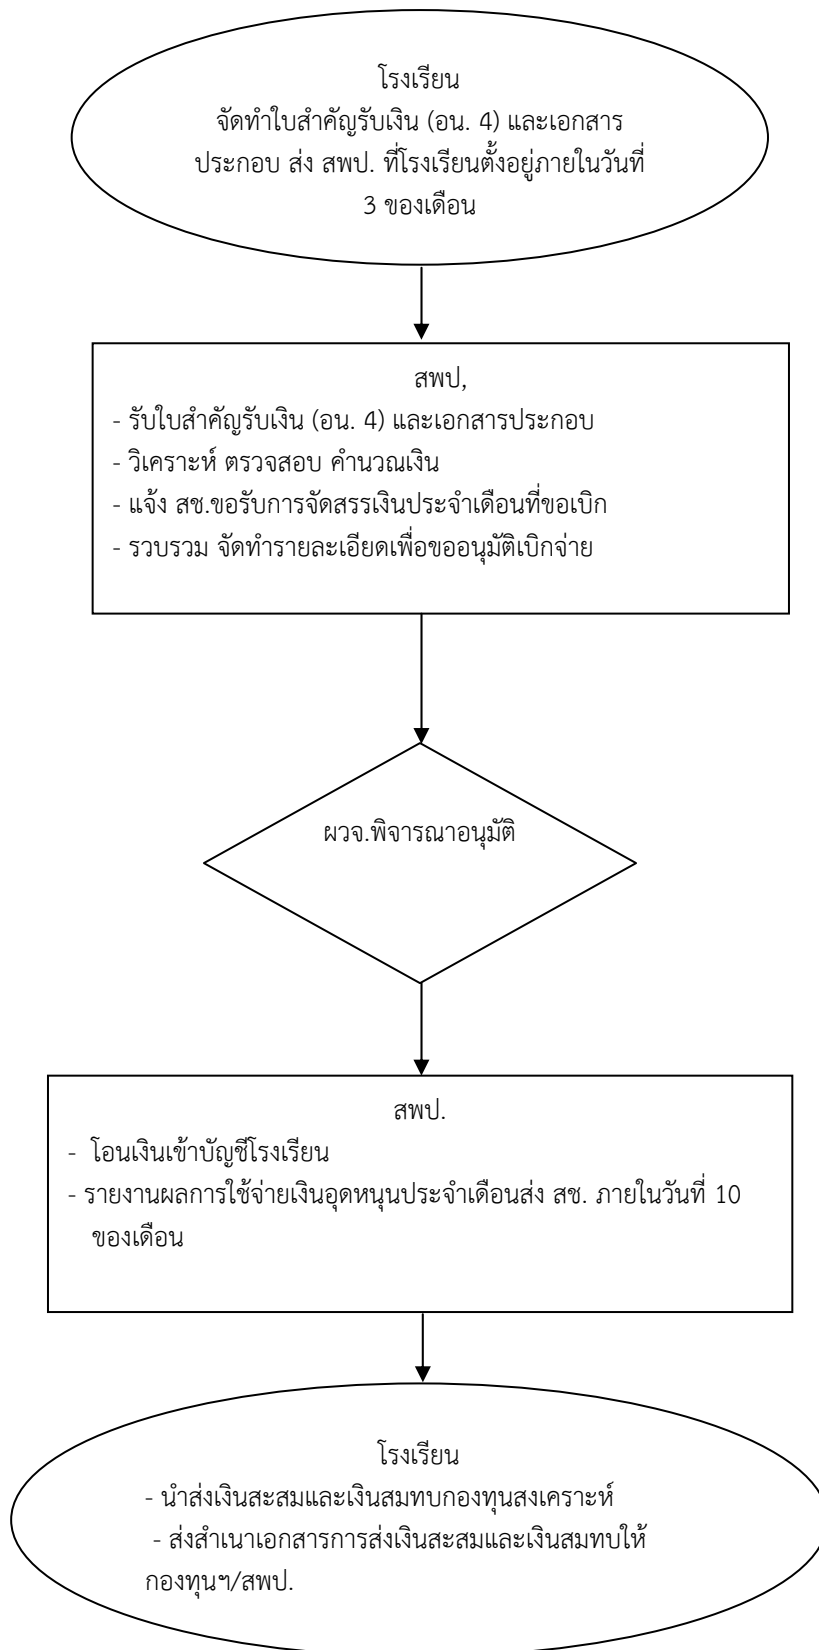 โรงเรียน
จัดทำใบสำคัญรับเงิน (อน. 4) และเอกสาร
ประกอบ ส่ง สพป. ที่โรงเรียนตั้งอยู่ภายในวันที่
3 ของเดือน
สพป,
- รับใบสำคัญรับเงิน (อน. 4) และเอกสารประกอบ
- วิเคราะห์ ตรวจสอบ คำนวณเงิน
- แจ้ง สช.ขอรับการจัดสรรเงินประจำเดือนที่ขอเบิก
- รวบรวม จัดทำรายละเอียดเพื่อขออนุมัติเบิกจ่าย
ผวจ.พิจารณาอนุมัติ
สพป.
- โอนเงินเข้าบัญชีโรงเรียน
- รายงานผลการใช้จ่ายเงินอุดหนุนประจำเดือนส่ง สช. ภายในวันที่ 10
ของเดือน
โรงเรียน
- นำส่งเงินสะสมและเงินสมทบกองทุนสงเคราะห์
- ส่งสำเนาเอกสารการส่งเงินสะสมและเงินสมทบให้
กองทุนฯ/สพป.